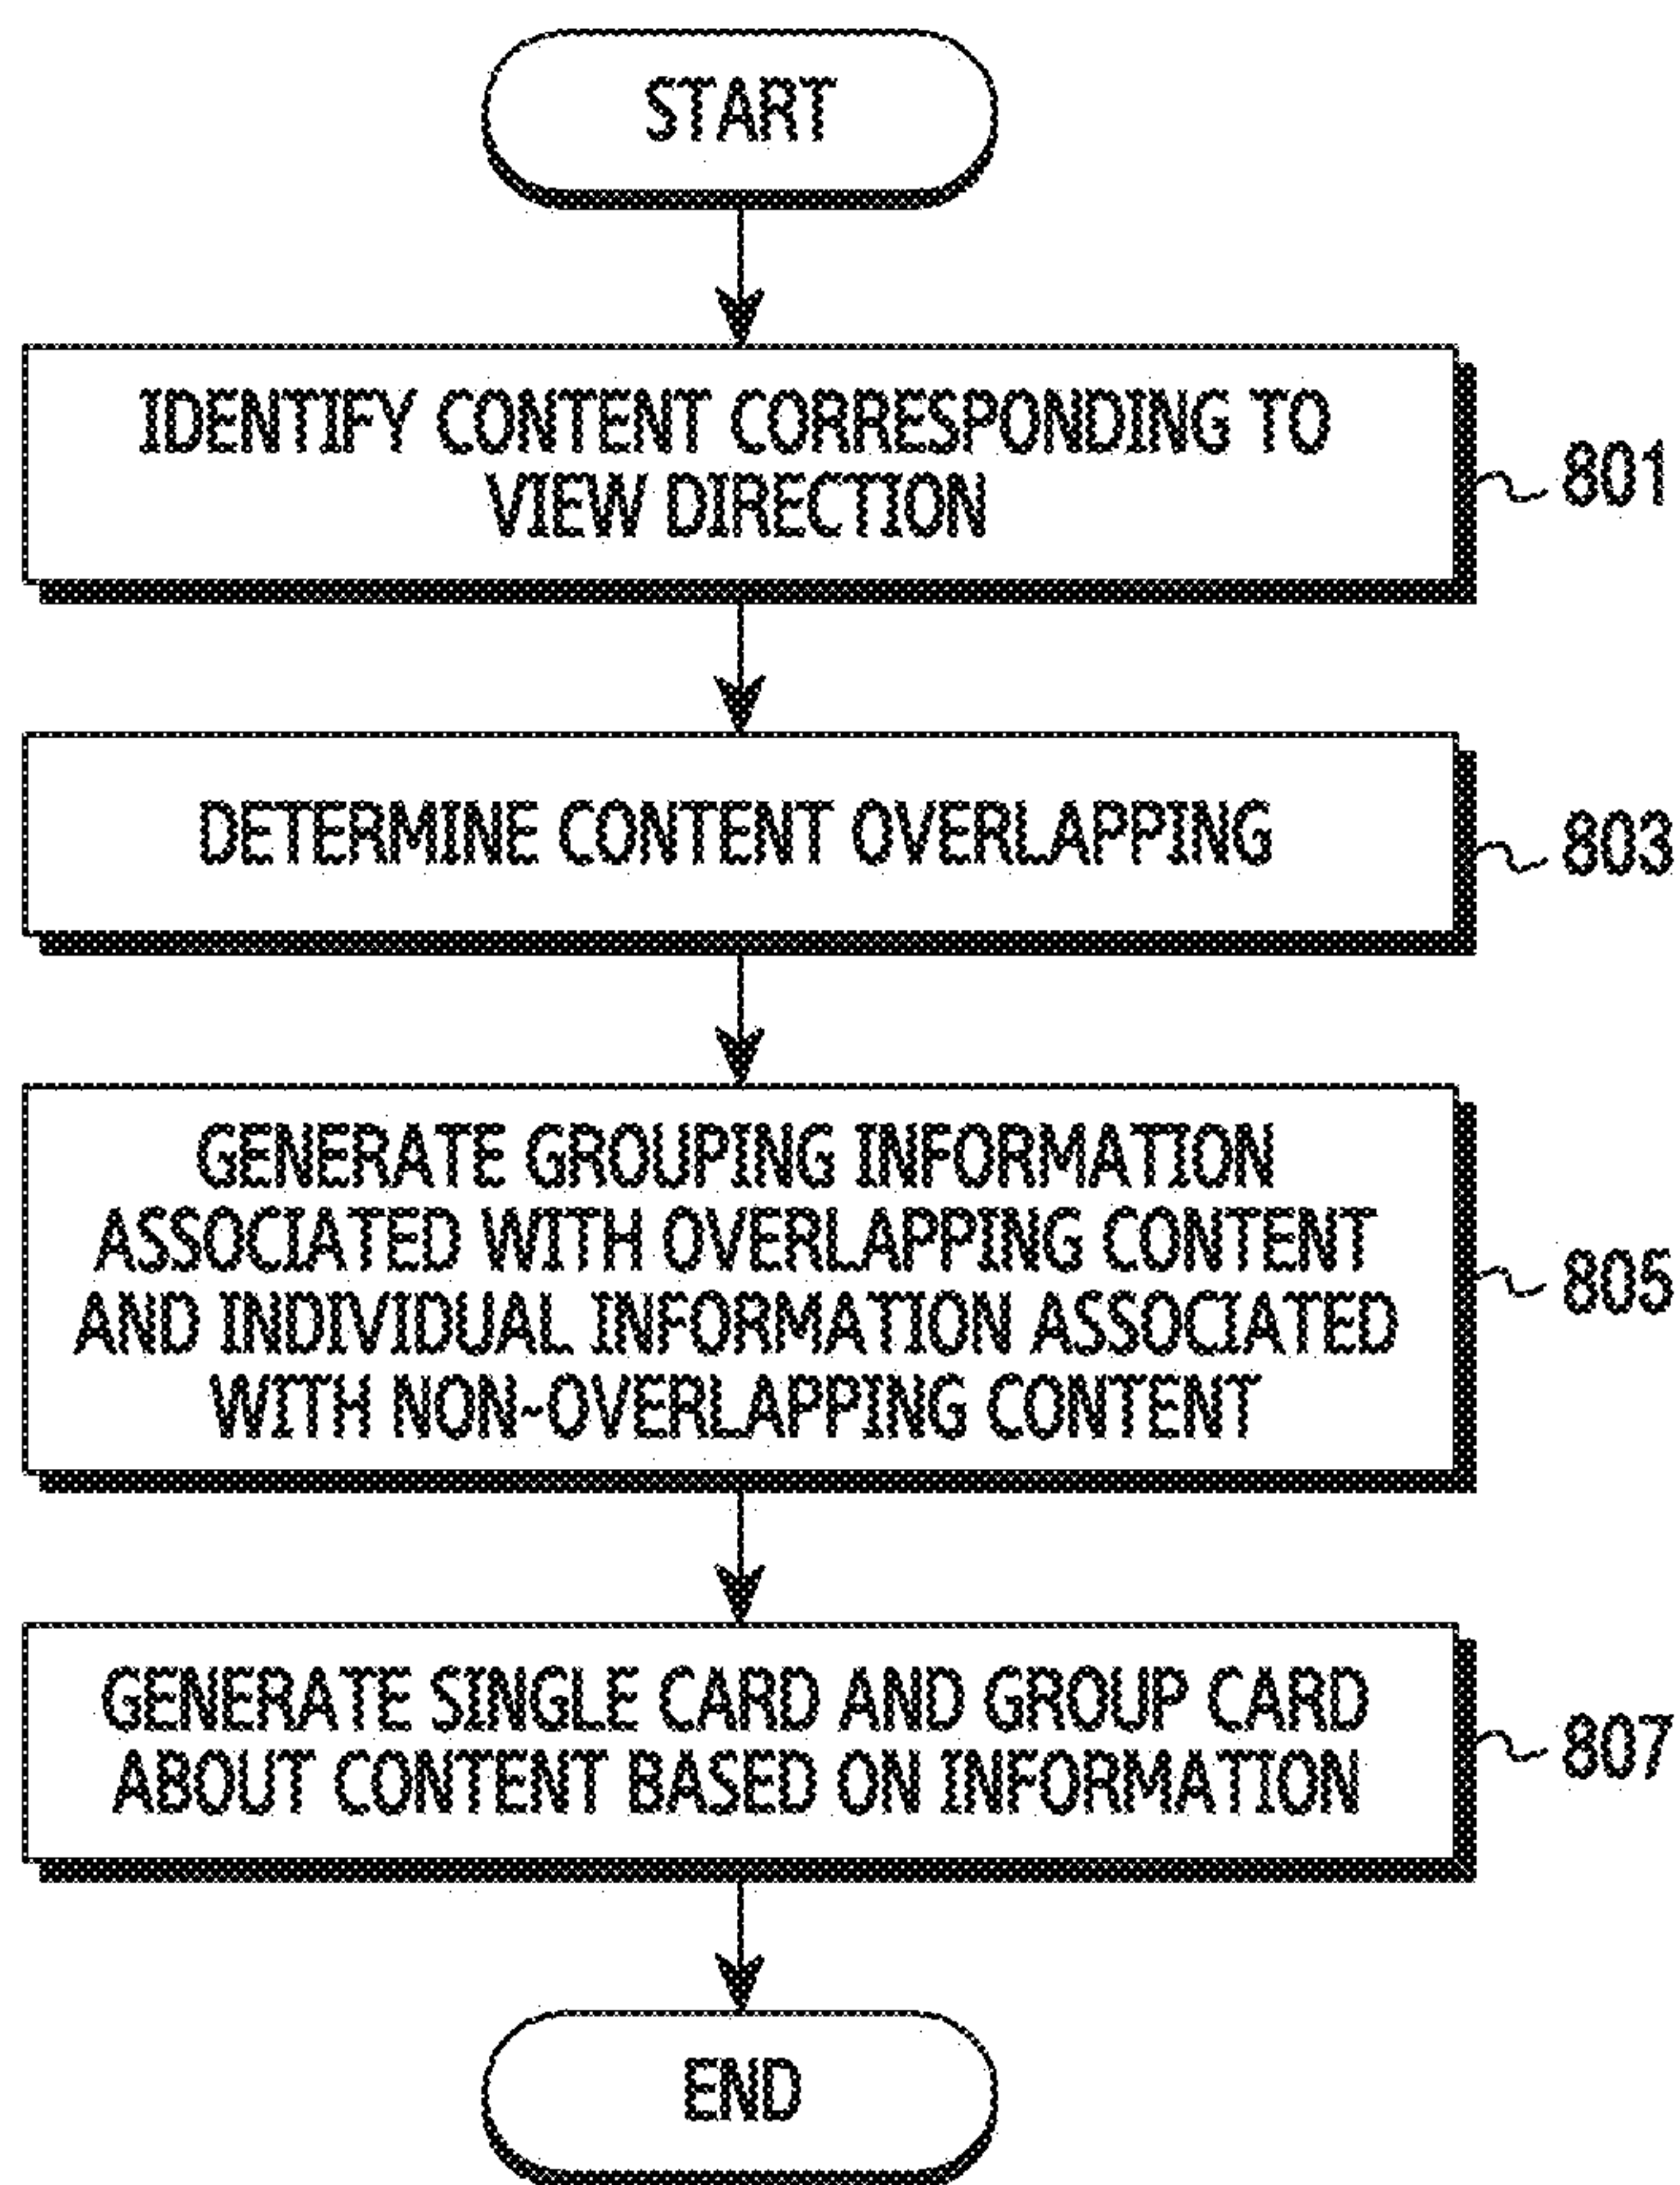 START
IDENTIFY CONTENT CORRESPONDING TO
VIEW DIRECTION
801
DETERMINE CONTENT OVERLAPPING
803
GENERATE GROUPING INFORMATION
ASSOCIATED WITH OVERLAPPING CONTENT
AND INDIVIDUAL INFORMATION ASSOCIATED
WITH NON-OVERLAPPING CONTENT
805
GENERATE SINGLE CARD AND GROUP CARD
ABOUT CONTENT BASED ON INFORMATION
807
END